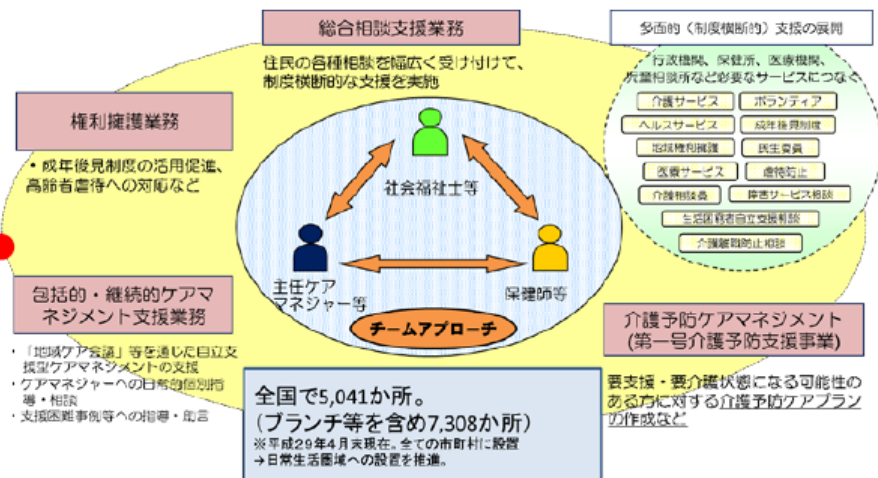 総合相談支援業務
住民の各種相談を幅広く受け付けて、
制度横断的な支援を実施
多面的（制度横断的）支援の展開
行政機関、保健所、医療機関、
児童相談所など必要なサービスにつなぐ
介護サービス
ボランティア
ヘルスサービス
成年後見制度
地域権利擁護
民生委員
医療サービス
虐待防止
介護相談員
障害サービス相談
生活困窮者自立支援相談
介護離職防止相談
権利擁護業務
・成年後見制度の活用促進、
高齢者虐待への対応など
社会福祉士等
主任ケア
マネジャー等
保健師等
チームアプローチ
包括的・継続的ケアマ
ネジメント支援業務
・「地域ケア会議」等を通じた自立支
援型ケアマネジメントの支援
・ケアマネジャーへの日常的個別指
導・相談
・支援困難事例等への指導・助言
介護予防ケアマネジメント
(第一号介護予防支援事業)
要支援・要介護状態になる可能性の
ある方に対する介護予防ケアプラン
の作成など
全国で5,041か所。
(ブランチ等を含め7,308か所)
※平成29年4月末現在。全ての市町村に設置
→日常生活圏域への設置を推進。